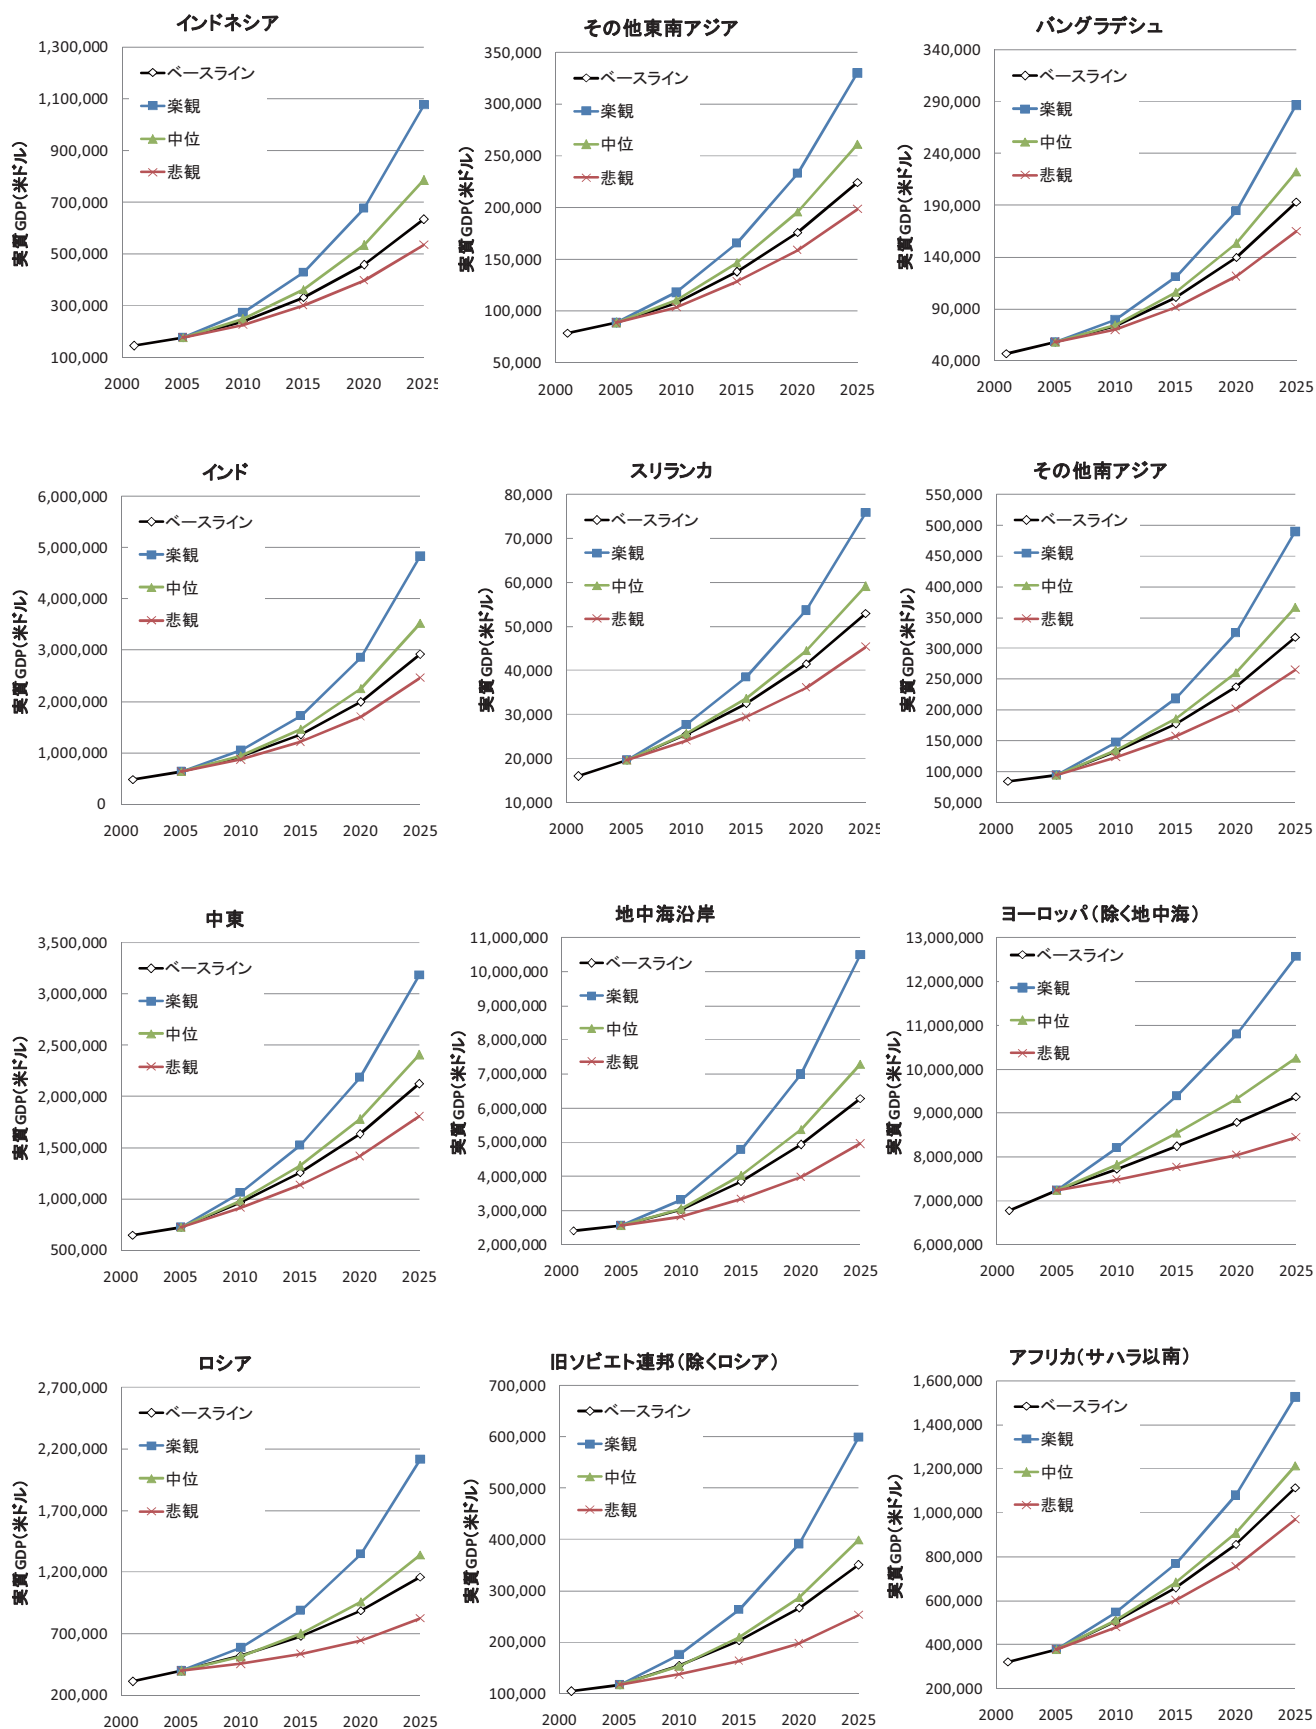 インドネシア
実質GDP(米ドル)
1,300,000
1,100,000
900,000
700,000
500,000
300,000
100,000
ベースライン
楽観
中位
悲観
2000 2005 2010 2015 2020 2025
その他東南アジア
実質GDP(米ドル)
350,000
300,000
250,000
200,000
150,000
100,000
50,000
ベースライン
楽観
中位
悲観
2000 2005 2010 2015 2020 2025
バングラデシュ
実質GDP(米ドル)
340,000
290,000
240,000
190,000
140,000
90,000
40,000
ベースライン
楽観
中位
悲観
2000 2005 2010 2015 2020 2025
インド
実質GDP(米ドル)
6,000,000
5,000,000
4,000,000
3,000,000
2,000,000
1,000,000
0
ベースライン
楽観
中位
悲観
2000 2005 2010 2015 2020 2025
スリランカ
実質GDP(米ドル)
80,000
70,000
60,000
50,000
40,000
30,000
20,000
10,000
ベースライン
楽観
中位
悲観
2000 2005 2010 2015 2020 2025
その他南アジア
実質GDP(米ドル)
550,000
500,000
450,000
400,000
350,000
300,000
250,000
200,000
150,000
100,000
50,000
ベースライン
楽観
中位
悲観
2000 2005 2010 2015 2020 2025
中東
実質GDP(米ドル)
3,500,000
3,000,000
2,500,000
2,000,000
1,500,000
1,000,000
500,000
ベースライン
楽観
中位
悲観
2000 2005 2010 2015 2020 2025
地中海沿岸
実質GDP(米ドル)
11,000,000
10,000,000
9,000,000
8,000,000
7,000,000
6,000,000
5,000,000
4,000,000
3,000,000
2,000,000
ベースライン
楽観
中位
悲観
2000 2005 2010 2015 2020 2025
ヨーロッパ(除く地中海)
実質GDP(米ドル)
13,000,000
12,000,000
11,000,000
10,000,000
9,000,000
8,000,000
7,000,000
6,000,000
ベースライン
楽観
中位
悲観
2000 2005 2010 2015 2020 2025
ロシア
実質GDP(米ドル)
2,700,000
2,200,000
1,700,000
1,200,000
700,000
200,000
ベースライン
楽観
中位
悲観
2000 2005 2010 2015 2020 2025
旧ソビエト連邦(除くロシア)
実質GDP(米ドル)
700,000
600,000
500,000
400,000
300,000
200,000
100,000
ベースライン
楽観
中位
悲観
2000 2005 2010 2015 2020 2025
アフリカ(サハラ以南)
実質GDP(米ドル)
1,600,000
1,400,000
1,200,000
1,000,000
800,000
600,000
400,000
200,000
ベースライン
楽観
中位
悲観
2000 2005 2010 2015 2020 2025